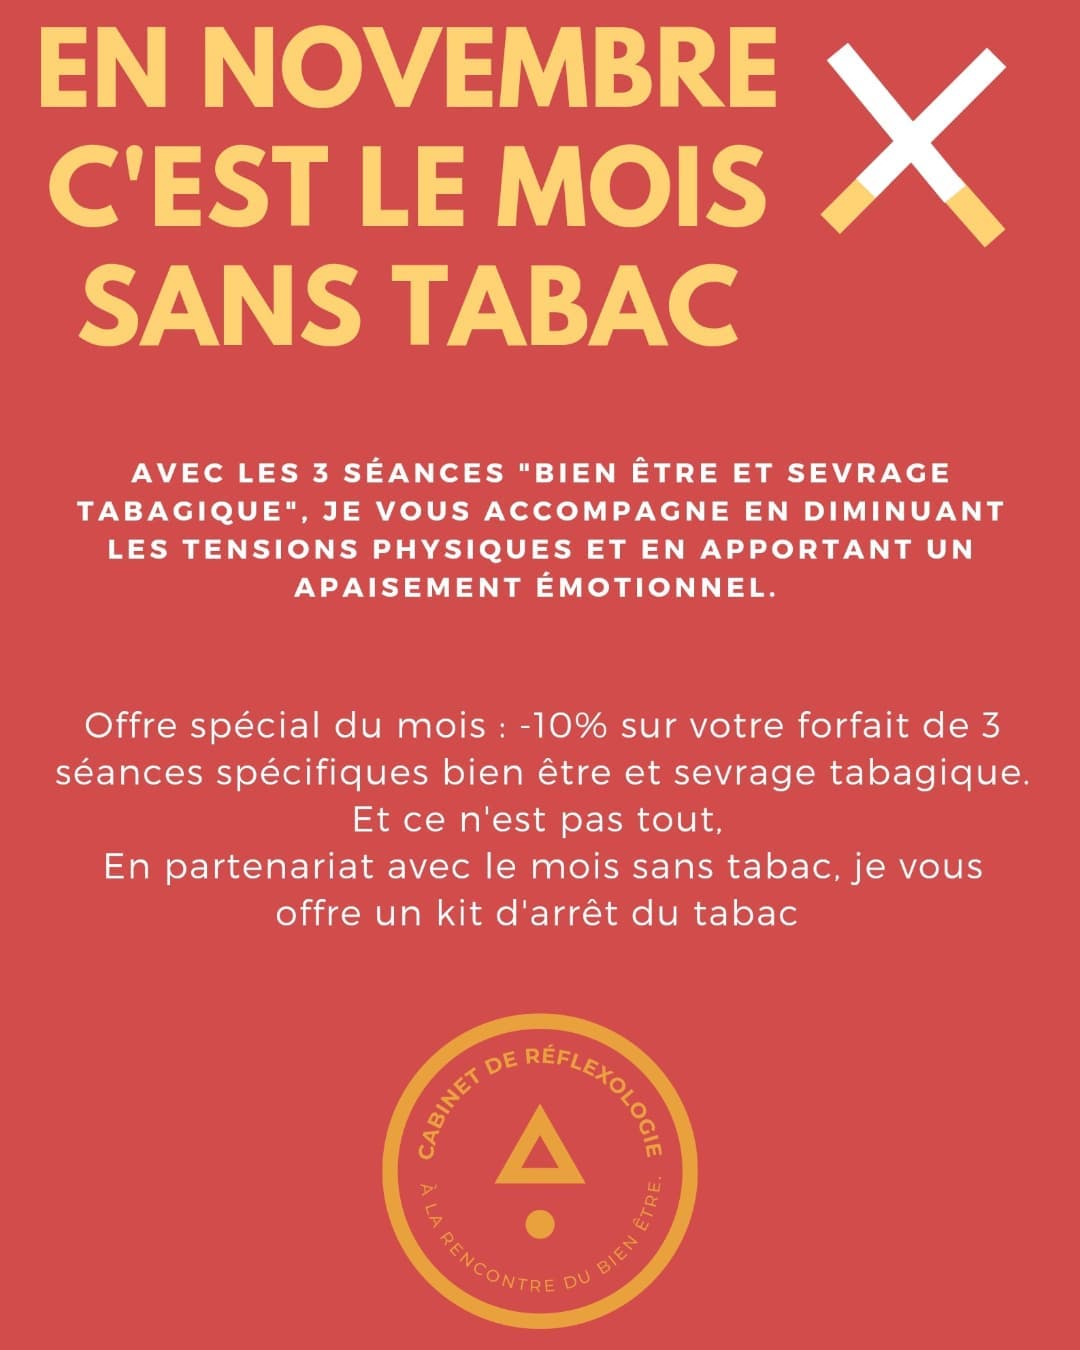 EN NOVEMBRE
C'EST LE MOIS
SANS TABAC
AVEC LES 3 SÉANCES "BIEN ÊTRE ET SEVRAGE
TABAGIQUE", JE VOUS ACCOMPAGNE EN DIMINUANT
LES TENSIONS PHYSIQUES ET EN APPORTANT UN
APAISEMENT ÉMOTIONNEL.
Offre spécial du mois : -10% sur votre forfait de 3
séances spécifiques bien être et sevrage tabagique.
Et ce n'est pas tout,
En partenariat avec le mois sans tabac, je vous
offre un kit d'arrêt du tabac
CABINET DE RÉFLEXOLOGIE
À LA RENCONTRE DU BIEN ÊTRE.